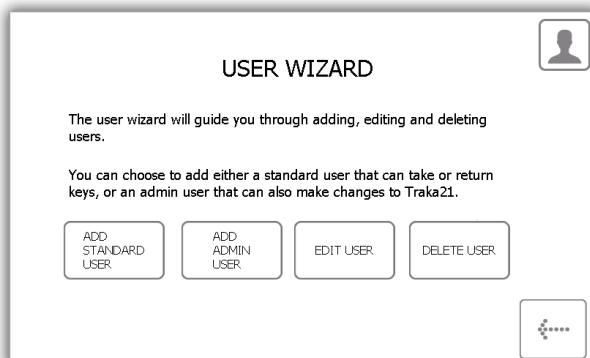 USER WIZARD
The user wizard will guide you through adding, editing and deleting
users.
You can choose to add either a standard user that can take or return
keys, or an admin user that can also make changes to Traka21.
ADD
STANDARD
USER
ADD
ADMIN
USER
EDIT USER
DELETE USER